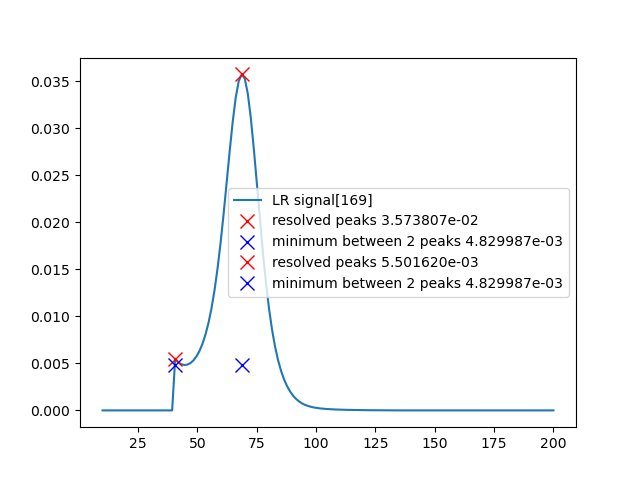 0.035
0.030
0.025
0.020
0.015
0.010
0.005
0.000
LR signal[169]
resolved peaks 3.573807e-02
minimum between 2 peaks 4.829987e-03
resolved peaks 5.501620e-03
minimum between 2 peaks 4.829987e-03
25 50 75 100 125 150 175 200